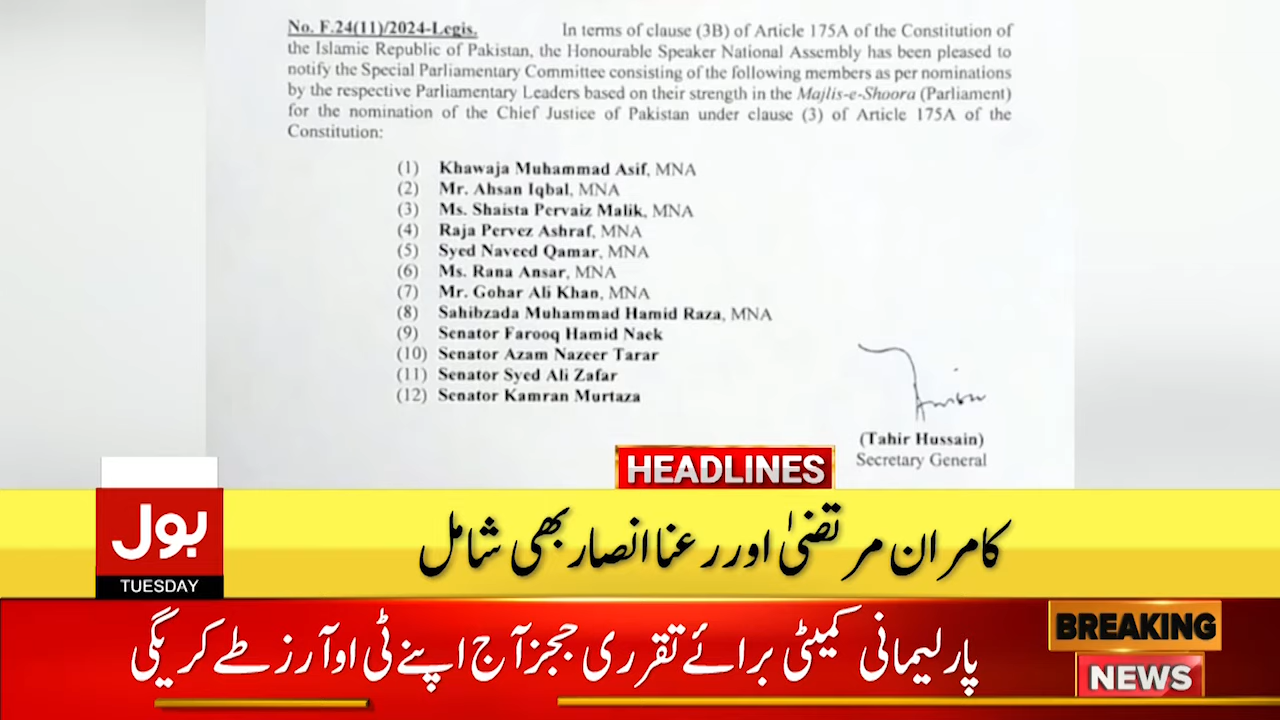 No. F.24(11)/2024-Legis. In terms of clause (3B) of Article 175A of the Constitution of
the Islamic Republic of Pakistan, the Honourable Speaker National Assembly has been pleased to
notify the Special Parliamentary Committee consisting of the following members as per nominations
by the respective Parliamentary Leaders based on their strength in the Majlis-e-Shoora (Parliament)
for the nomination of the Chief Justice of Pakistan under clause (3) of Article 175A of the
Constitution:
(1) Khawaja Muhammad Asif, MNA
(2) Mr. Ahsan Iqbal, MNA
(3) Ms. Shaista Pervaiz Malik, MNA
(4) Raja Pervez Ashraf, MNA
(5) Syed Naveed Qamar, MNA
(6) Ms. Rana Ansar, MNA
(7) Mr. Gohar Ali Khan, MNA
(8) Sahibzada Muhammad Hamid Raza, MNA
(9) Senator Farooq Hamid Naek
(10) Senator Azam Nazeer Tarar
(11) Senator Syed Ali Zafar
(12) Senator Kamran Murtaza
(Tahir Hussain)
Secretary General
HEADLINES
بول
TUESDAY
کامران مرتضیٰ اور رعنا انصار بھی شامل
پارلیمانی کمیٹی برائے تقرری ججز آج اپنے ٹی او آرز طے کریگی
BREAKING
NEWS